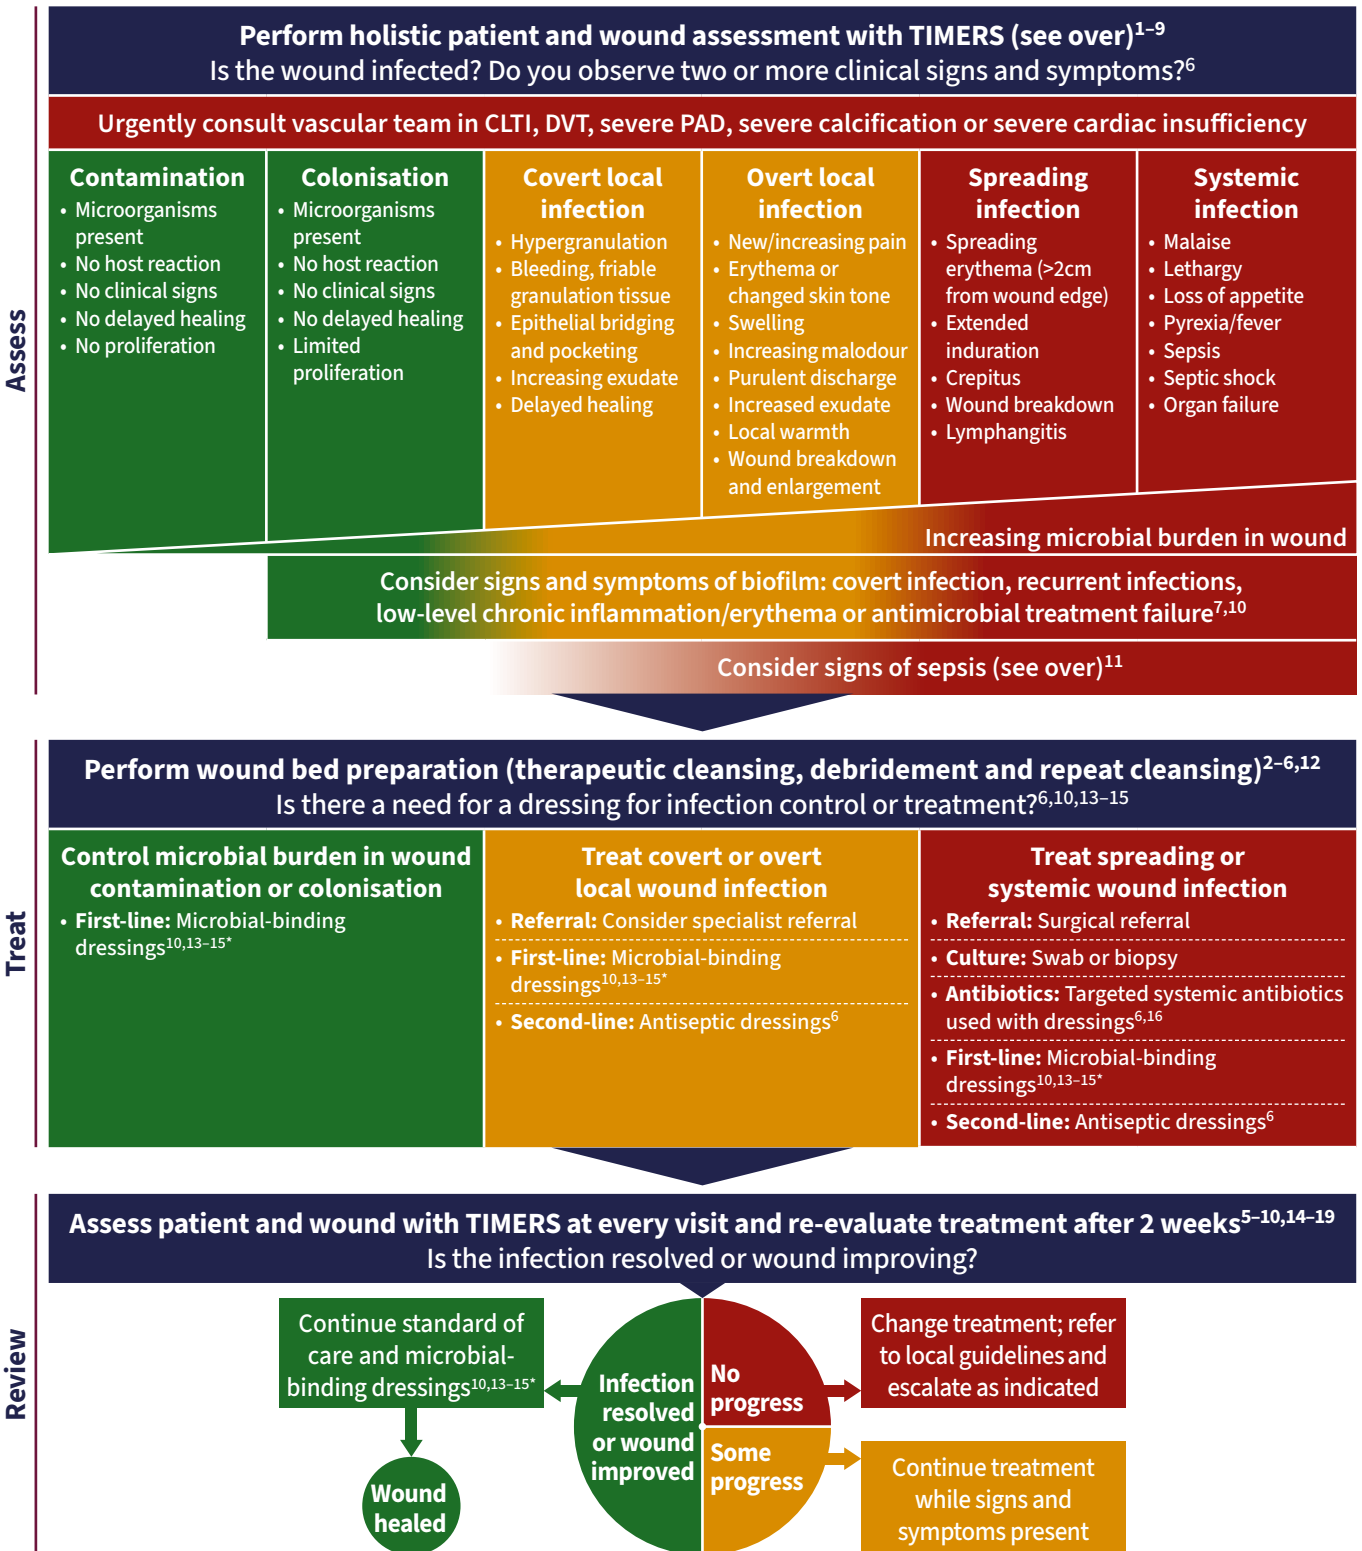 Perform holistic patient and wound assessment with TIMERS (see over)1–9
Is the wound infected? Do you observe two or more clinical signs and symptoms?6
Urgently consult vascular team in CLTI, DVT, severe PAD, severe calcification or severe cardiac insufficiency
Assess
Contamination
• Microorganisms
present
• No host reaction
• No clinical signs
• No delayed healing
• No proliferation
Colonisation
• Microorganisms
present
• No host reaction
• No clinical signs
• No delayed healing
• Limited
proliferation
Covert local
infection
• Hypergranulation
• Bleeding, friable
granulation tissue
• Epithelial bridging
and pocketing
• Increasing exudate
• Delayed healing
Overt local
infection
• New/increasing pain
• Erythema or
changed skin tone
• Swelling
• Increasing malodour
• Purulent discharge
• Increased exudate
• Local warmth
• Wound breakdown
and enlargement
Spreading
infection
• Spreading
erythema (>2cm
from wound edge)
• Extended
induration
• Crepitus
• Wound breakdown
• Lymphangitis
Systemic
infection
• Malaise
• Lethargy
• Loss of appetite
• Pyrexia/fever
• Sepsis
• Septic shock
• Organ failure
Increasing microbial burden in wound
Consider signs and symptoms of biofilm: covert infection, recurrent infections,
low-level chronic inflammation/erythema or antimicrobial treatment failure7,10
Consider signs of sepsis (see over)11
Perform wound bed preparation (therapeutic cleansing, debridement and repeat cleansing)2–6,12
Is there a need for a dressing for infection control or treatment?6,10,13–15
Treat
Control microbial burden in wound
contamination or colonisation
• First-line: Microbial-binding
dressings10,13–15*
Treat covert or overt
local wound infection
• Referral: Consider specialist referral
• First-line: Microbial-binding
dressings10,13–15*
• Second-line: Antiseptic dressings6
Treat spreading or
systemic wound infection
• Referral: Surgical referral
• Culture: Swab or biopsy
• Antibiotics: Targeted systemic antibiotics
used with dressings6,16
• First-line: Microbial-binding
dressings10,13–15*
• Second-line: Antiseptic dressings6
Assess patient and wound with TIMERS at every visit and re-evaluate treatment after 2 weeks5–10,14–19
Is the infection resolved or wound improving?
Review
Continue standard of
care and microbial-
binding dressings10,13–15*
Wound
healed
Infection
resolved
or wound
improved
No
progress
Some
progress
Change treatment; refer
to local guidelines and
escalate as indicated
Continue treatment
while signs and
symptoms present